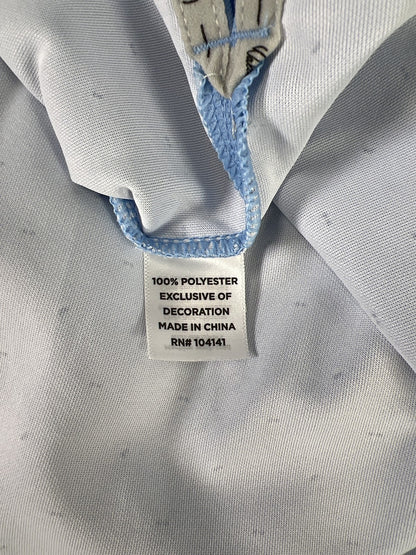 100% POLYESTER
EXCLUSIVE OF
DECORATION
MADE IN CHINA
RN# 104141